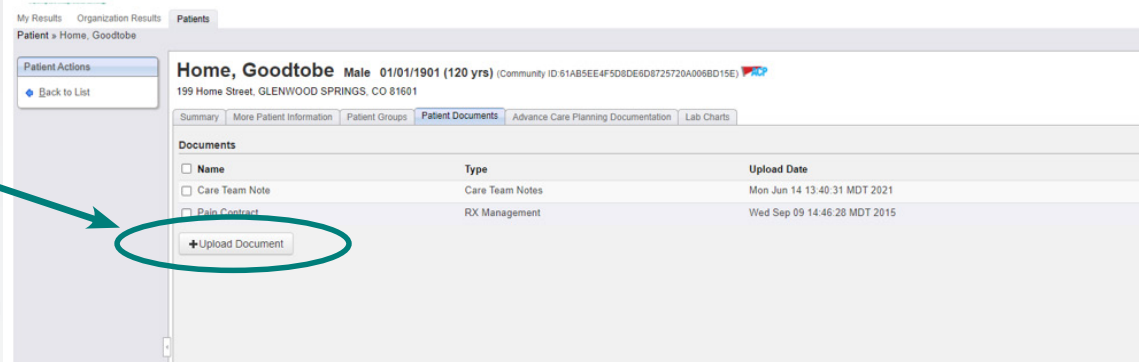 My Results Organization Results Patients
Patient » Home, Goodtobe
Patient Actions
Back to List
Home, Goodtobe Male 01/01/1901 (120 yrs) (Community ID:61AB5EE4F5D8DE6D8725720A006BD15E) ACP
199 Home Street, GLENWOOD SPRINGS, CO 81601
Summary More Patient Information Patient Groups Patient Documents Advance Care Planning Documentation Lab Charts
Documents
Name Type Upload Date
Care Team Note Care Team Notes Mon Jun 14 13:40:31 MDT 2021
Pain Contract RX Management Wed Sep 09 14:46:28 MDT 2015
+Upload Document